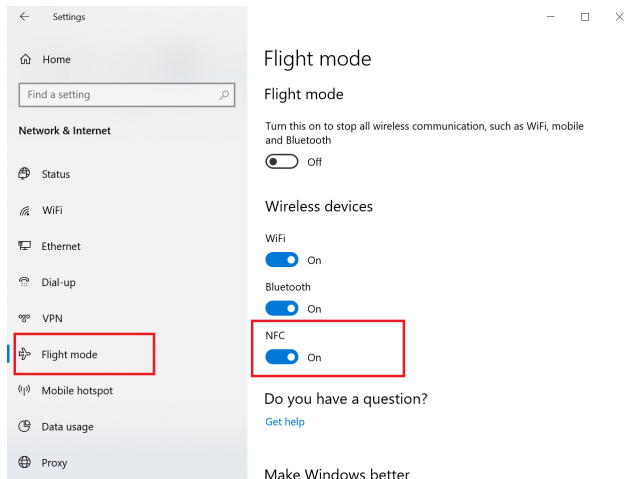 Settings
Home
Find a setting
Network & Internet
Status
WiFi
Ethernet
Dial-up
VPN
Flight mode
Mobile hotspot
Data usage
Proxy
Flight mode
Flight mode
Turn this on to stop all wireless communication, such as WiFi, mobile
and Bluetooth
Off
Wireless devices
WiFi
On
Bluetooth
On
NFC
On
Do you have a question?
Get help
Make Windows better